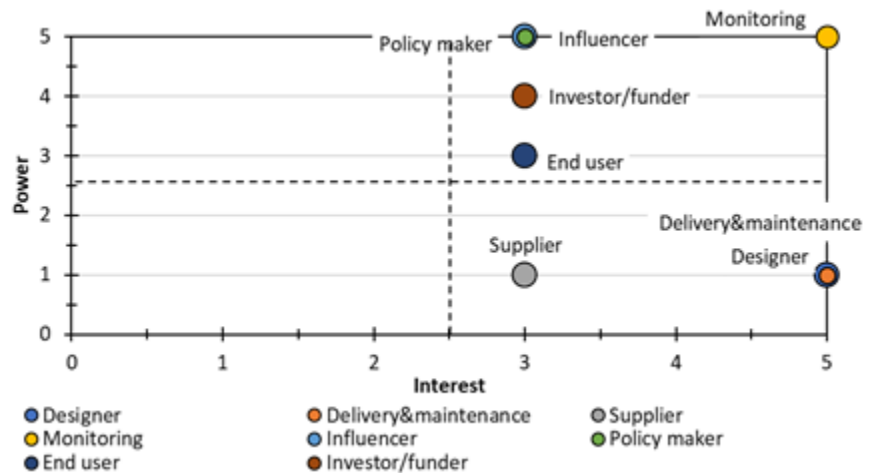 Monitoring
5
Policy maker
Influencer
4
Investor/funder
3
End user
Power
2
Delivery&maintenance
Supplier
Designer
1
0
0 1 2 3 4 5
Interest
Designer Delivery&maintenance Supplier
Monitoring Influencer Policy maker
End user Investor/funder